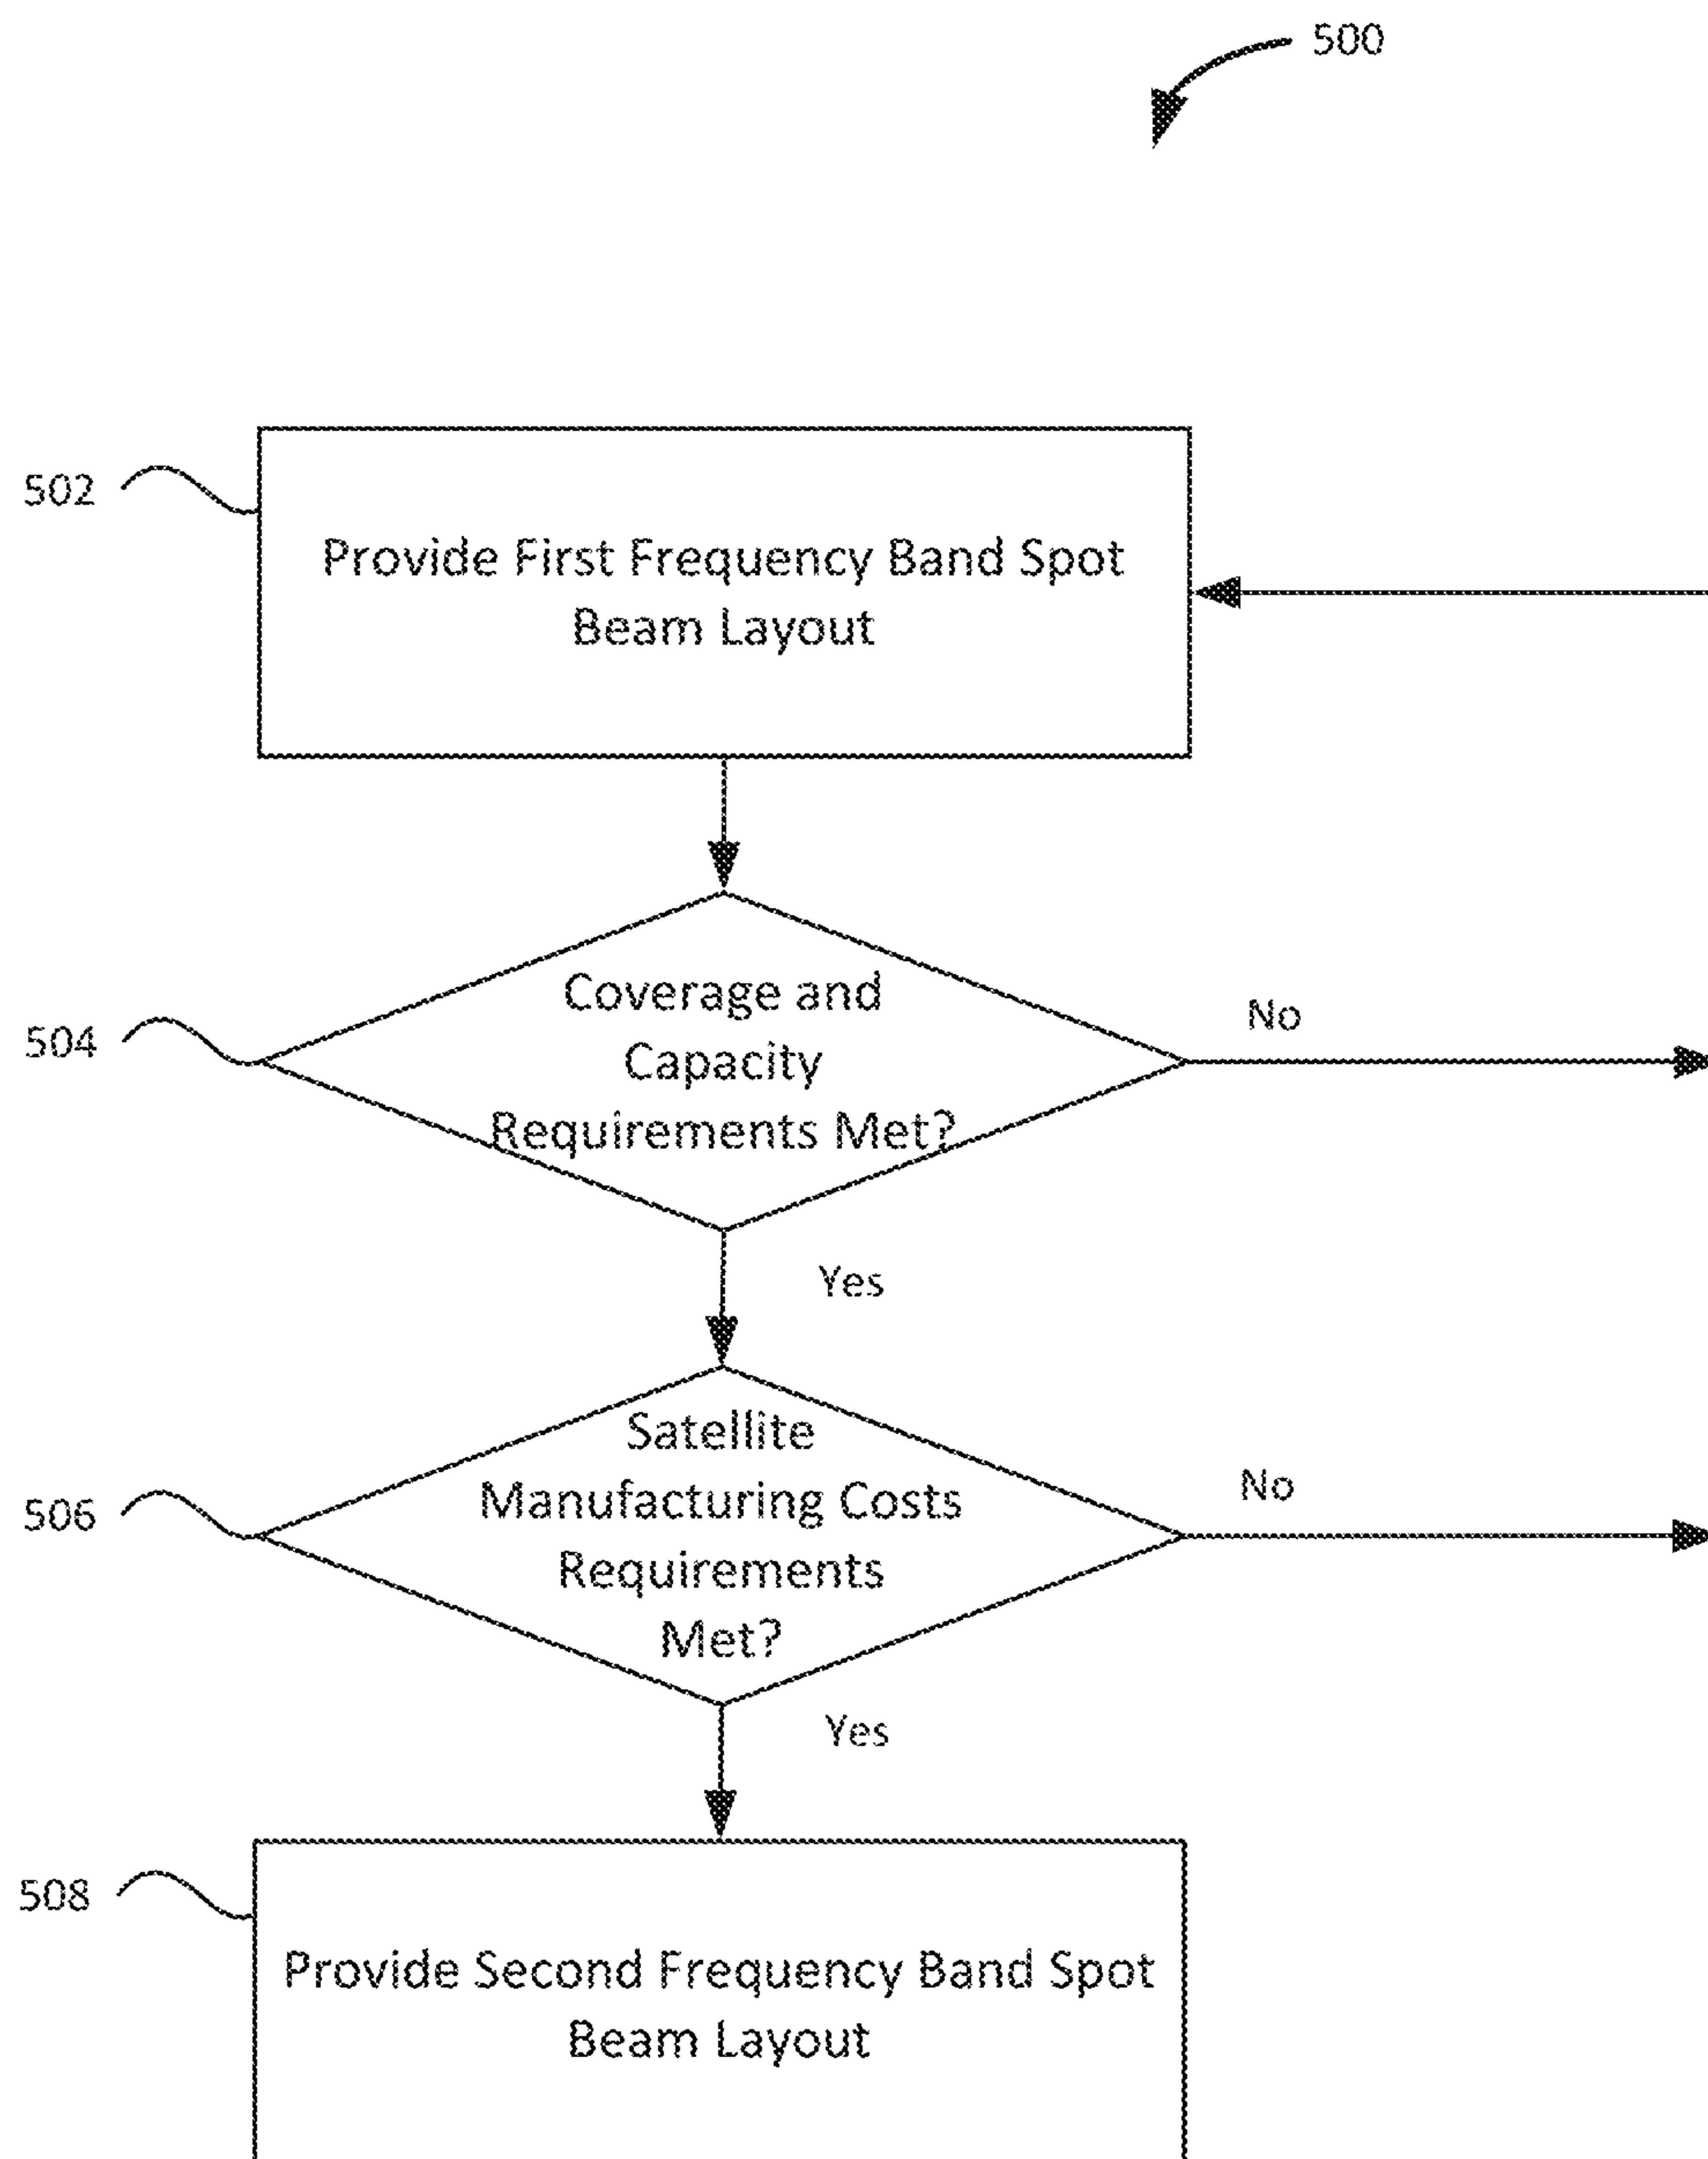 500
502
Provide First Frequency Band Spot
Beam Layout
504
Coverage and
Capacity
Requirements Met?
No
Yes
506
Satellite
Manufacturing Costs
Requirements
Met?
No
Yes
508
Provide Second Frequency Band Spot
Beam Layout